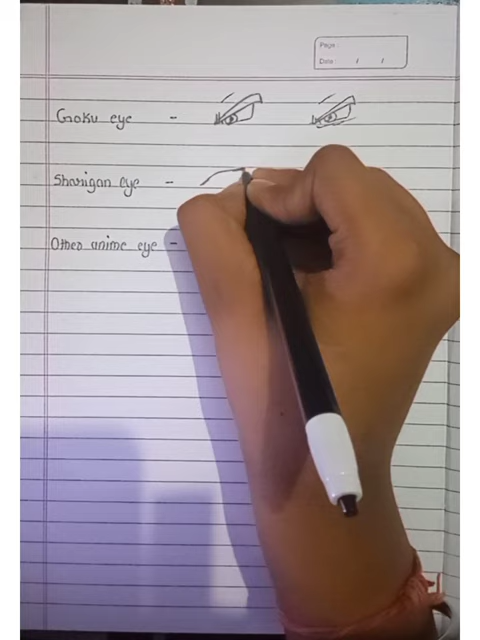 Page:
Date: / /
Goku eye -
Sharigan eye -
Other anime eye -